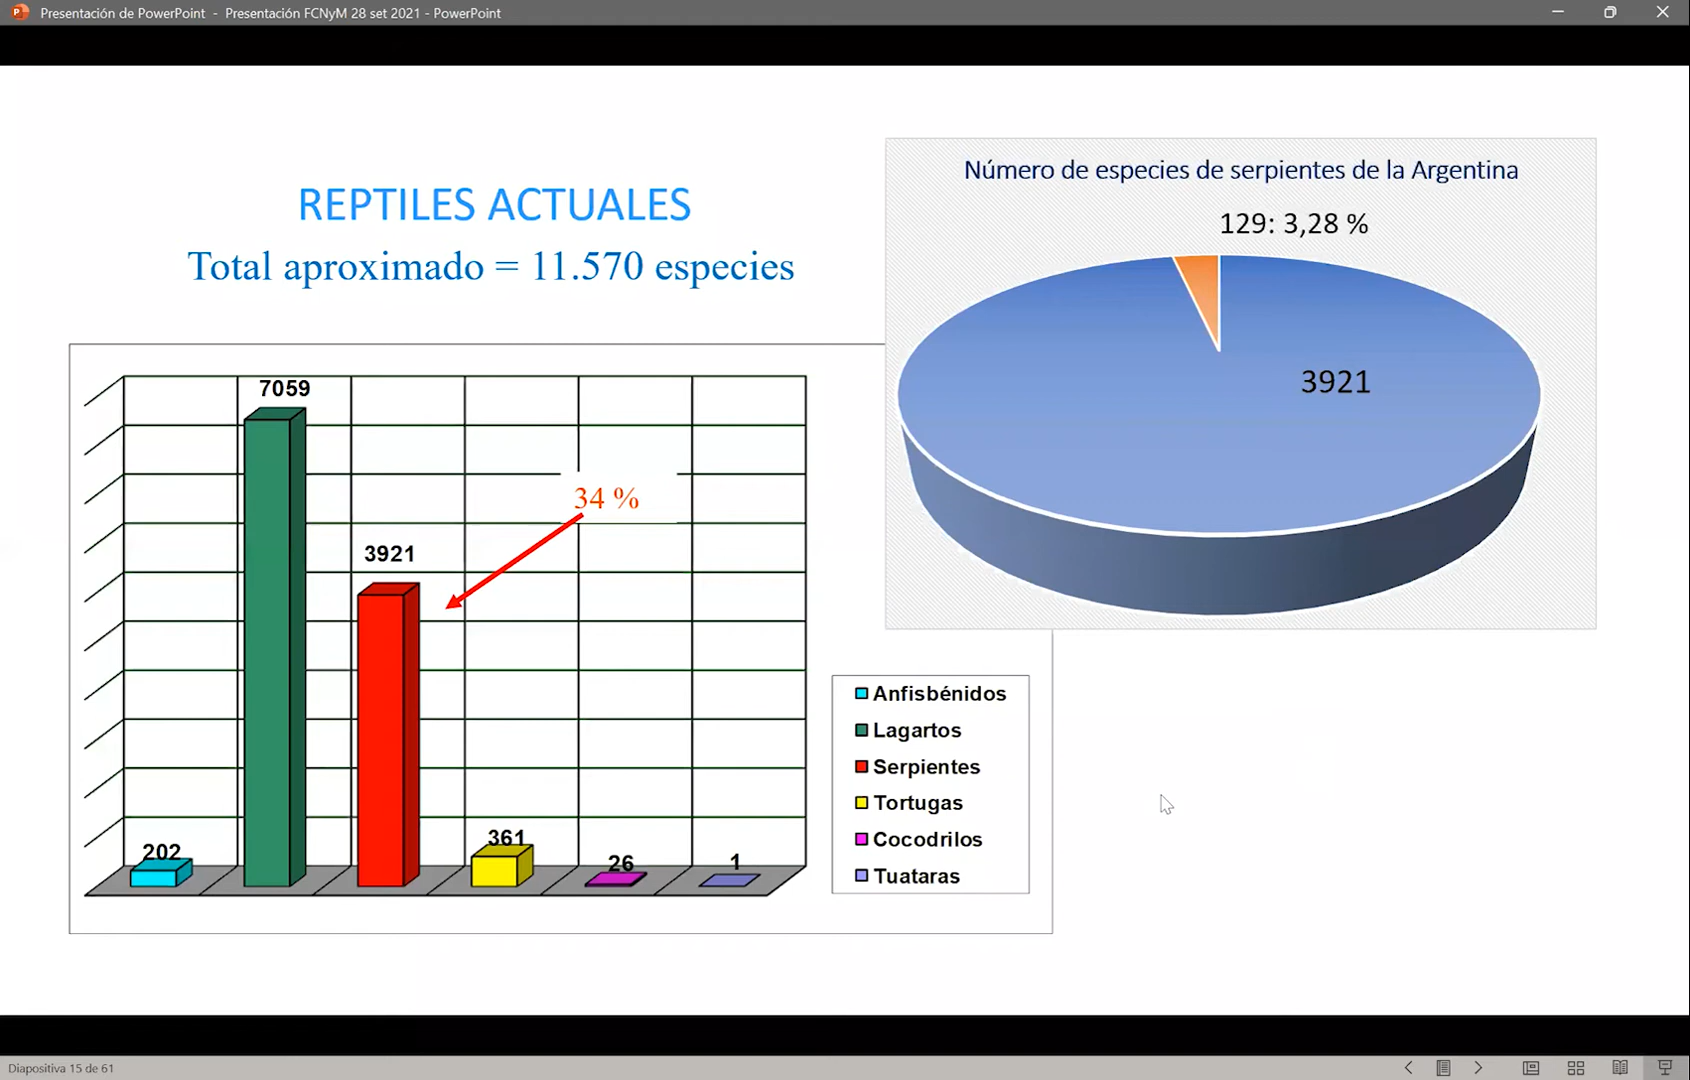 Presentación de PowerPoint - Presentación FCNyM 28 set 2021 - PowerPoint
REPTILES ACTUALES
Total aproximado = 11.570 especies
Número de especies de serpientes de la Argentina
129: 3,28 %
3921
7059
34 %
3921
202
361
26
1
Anfisbénidos
Lagartos
Serpientes
Tortugas
Cocodrilos
Tuataras
Diapositiva 15 de 61